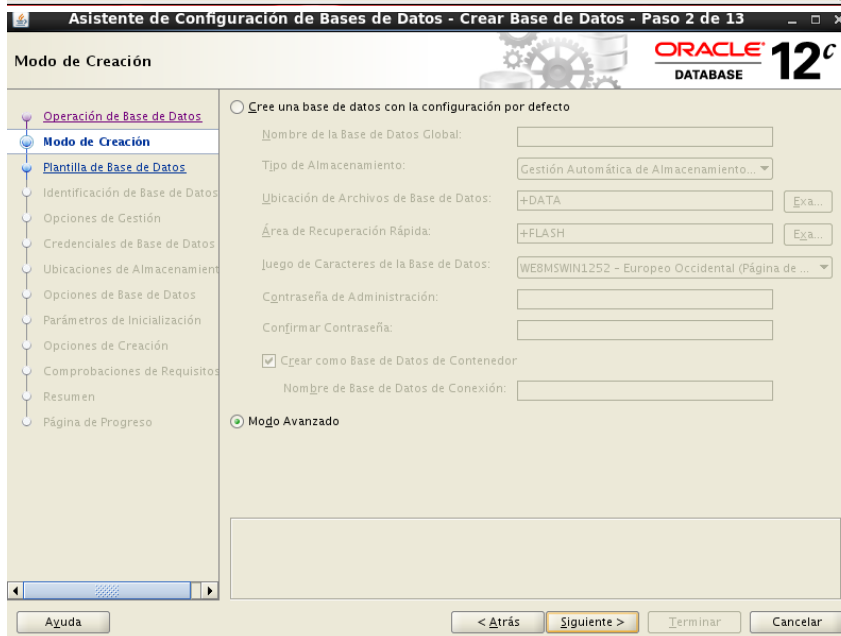 Asistente de Configuración de Bases de Datos - Crear Base de Datos - Paso 2 de 13
Modo de Creación
ORACLE
DATABASE
12c
Operación de Base de Datos
Modo de Creación
Plantilla de Base de Datos
Identificación de Base de Datos
Opciones de Gestión
Credenciales de Base de Datos
Ubicaciones de Almacenamient
Opciones de Base de Datos
Parámetros de Inicialización
Opciones de Creación
Comprobaciones de Requisitos
Resumen
Página de Progreso
Cree una base de datos con la configuración por defecto
Nombre de la Base de Datos Global:
Tipo de Almacenamiento: Gestión Automática de Almacenamiento...
Ubicación de Archivos de Base de Datos: +DATA Exa...
Área de Recuperación Rápida: +FLASH Exa...
Juego de Caracteres de la Base de Datos: WE8MSWIN1252 - Europeo Occidental (Página de ...
Contraseña de Administración:
Confirmar Contraseña:
Crear como Base de Datos de Contenedor
Nombre de Base de Datos de Conexión:
Modo Avanzado
Ayuda < Atrás Siguiente > Terminar Cancelar